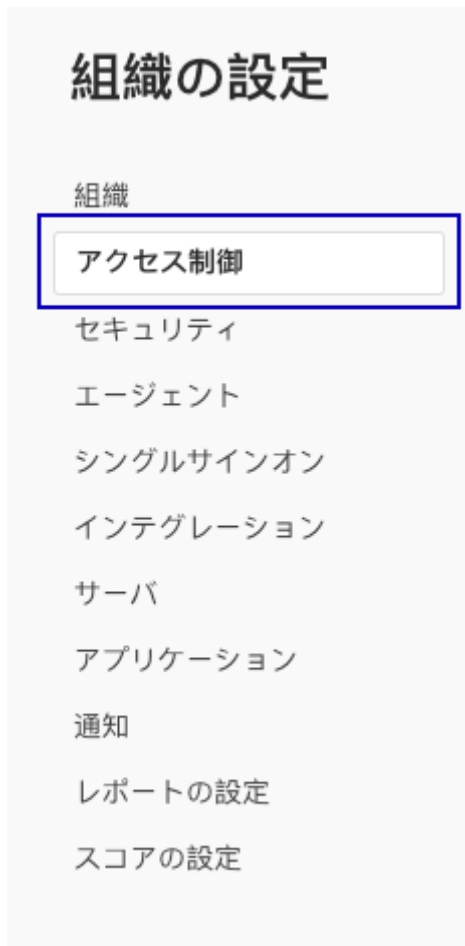 組織の設定
組織
アクセス制御
セキュリティ
エージェント
シングルサインオン
インテグレーション
サーバ
アプリケーション
通知
レポートの設定
スコアの設定